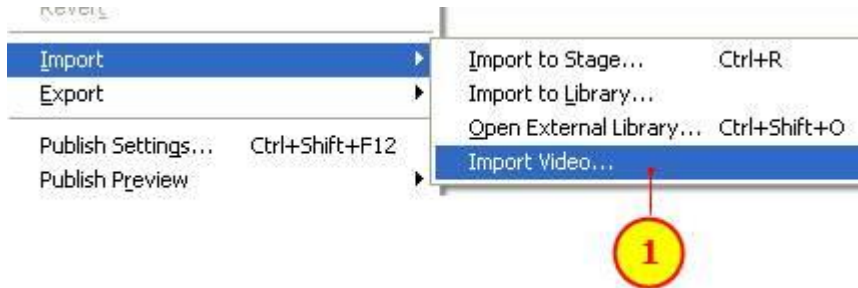 Revert
Import
Export
Publish Settings... Ctrl+Shift+F12
Publish Preview
Import to Stage... Ctrl+R
Import to Library...
Open External Library... Ctrl+Shift+O
Import Video...
1